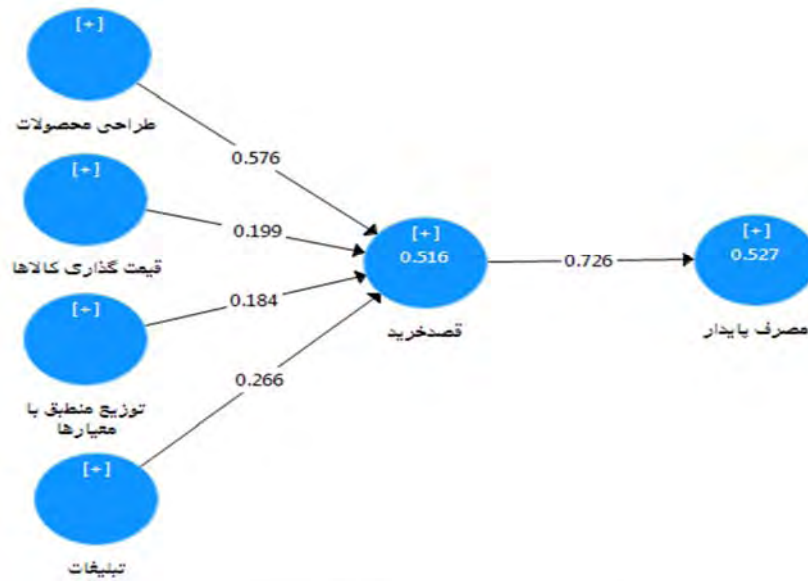 [+]
طراحی محصولات
0.576
[+]
قیمت گذاری کالاها
0.199
[+]
0.516
قصدخرید
0.726
[+]
0.527
مصرف پایدار
[+]
توزیع منطبق با
معیارها
0.184
0.266
[+]
تبلیغات